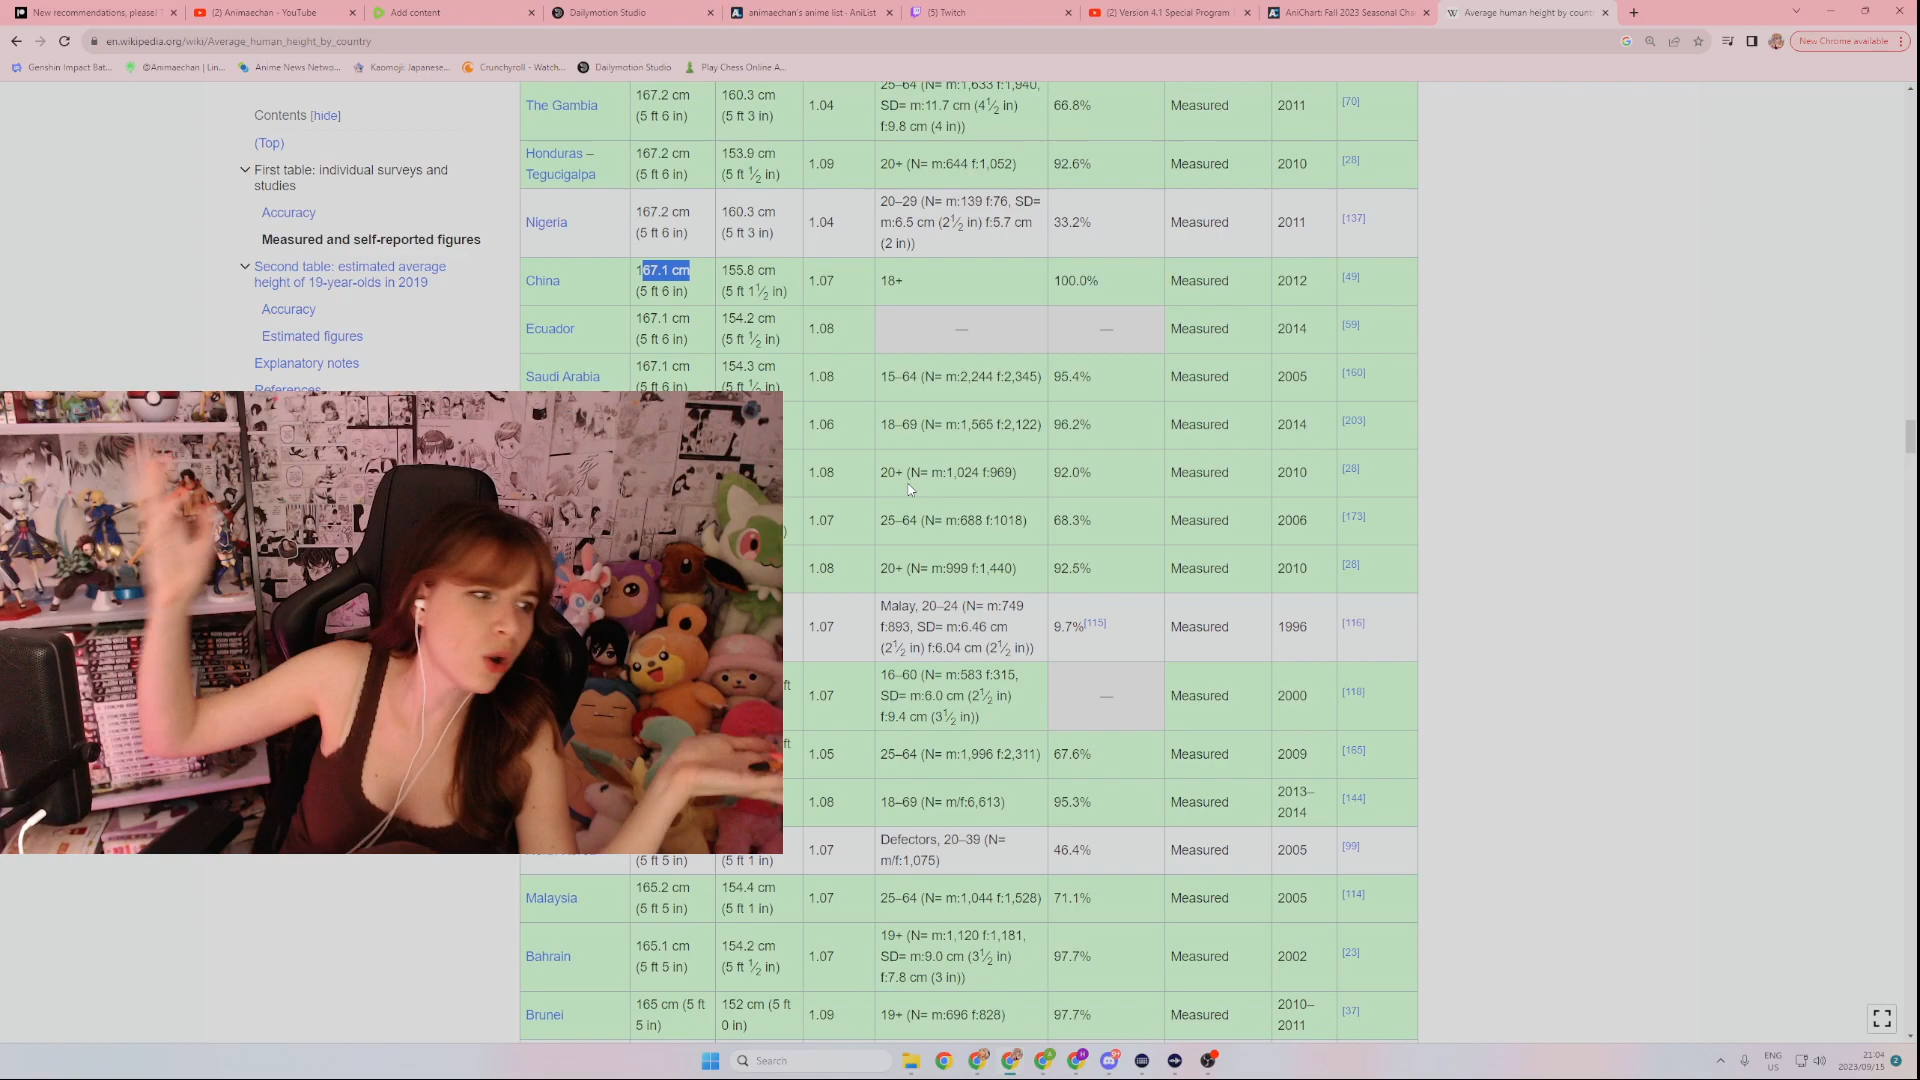 New recommendations, please! T
(2) Animaechan - YouTube
Add content
Dailymotion Studio
animaechan's anime list · AniList
(5) Twitch
(2) Version 4.1 Special Program
AniChart: Fall 2023 Seasonal Cha
Average human height by count
en.wikipedia.org/wiki/Average_human_height_by_country
New Chrome available
Genshin Impact Bat...
@Animaechan | Lin...
Anime News Netwo...
Kaomoji: Japanese...
Crunchyroll - Watch...
Dailymotion Studio
Play Chess Online A...
Contents [hide]
(Top)
First table: individual surveys and
studies
Accuracy
Measured and self-reported figures
Second table: estimated average
height of 19-year-olds in 2019
Accuracy
Estimated figures
Explanatory notes
References
The Gambia
167.2 cm
(5 ft 6 in)
160.3 cm
(5 ft 3 in)
1.04
25–64 (N= m:1,633 f:1,940,
SD= m:11.7 cm (4½ in)
f:9.8 cm (4 in))
66.8%
Measured
2011
[70]
Honduras –
Tegucigalpa
167.2 cm
(5 ft 6 in)
153.9 cm
(5 ft ½ in)
1.09
20+ (N= m:644 f:1,052)
92.6%
Measured
2010
[28]
Nigeria
167.2 cm
(5 ft 6 in)
160.3 cm
(5 ft 3 in)
1.04
20–29 (N= m:139 f:76, SD=
m:6.5 cm (2½ in) f:5.7 cm
(2 in))
33.2%
Measured
2011
[137]
China
167.1 cm
(5 ft 6 in)
155.8 cm
(5 ft 1½ in)
1.07
18+
100.0%
Measured
2012
[49]
Ecuador
167.1 cm
(5 ft 6 in)
154.2 cm
(5 ft ½ in)
1.08
—
—
Measured
2014
[59]
Saudi Arabia
167.1 cm
(5 ft 6 in)
154.3 cm
(5 ft ½ in)
1.08
15–64 (N= m:2,244 f:2,345)
95.4%
Measured
2005
[160]
1.06
18–69 (N= m:1,565 f:2,122)
96.2%
Measured
2014
[203]
1.08
20+ (N= m:1,024 f:969)
92.0%
Measured
2010
[28]
)
1.07
25–64 (N= m:688 f:1018)
68.3%
Measured
2006
[173]
1.08
20+ (N= m:999 f:1,440)
92.5%
Measured
2010
[28]
1.07
Malay, 20–24 (N= m:749
f:893, SD= m:6.46 cm
(2½ in) f:6.04 cm (2½ in))
9.7%[115]
Measured
1996
[116]
ft
1.07
16–60 (N= m:583 f:315,
SD= m:6.0 cm (2½ in)
f:9.4 cm (3½ in))
—
Measured
2000
[118]
ft
1.05
25–64 (N= m:1,996 f:2,311)
67.6%
Measured
2009
[165]
1.08
18–69 (N= m/f:6,613)
95.3%
Measured
2013–
2014
[144]
(5 ft 5 in)
(5 ft 1 in)
1.07
Defectors, 20–39 (N=
m/f:1,075)
46.4%
Measured
2005
[99]
Malaysia
165.2 cm
(5 ft 5 in)
154.4 cm
(5 ft 1 in)
1.07
25–64 (N= m:1,044 f:1,528)
71.1%
Measured
2005
[114]
Bahrain
165.1 cm
(5 ft 5 in)
154.2 cm
(5 ft ½ in)
1.07
19+ (N= m:1,120 f:1,181,
SD= m:9.0 cm (3½ in)
f:7.8 cm (3 in))
97.7%
Measured
2002
[23]
Brunei
165 cm (5 ft
5 in)
152 cm (5 ft
0 in)
1.09
19+ (N= m:696 f:828)
97.7%
Measured
2010–
2011
[37]
Search
ENG
US
21:04
2023/09/15
2